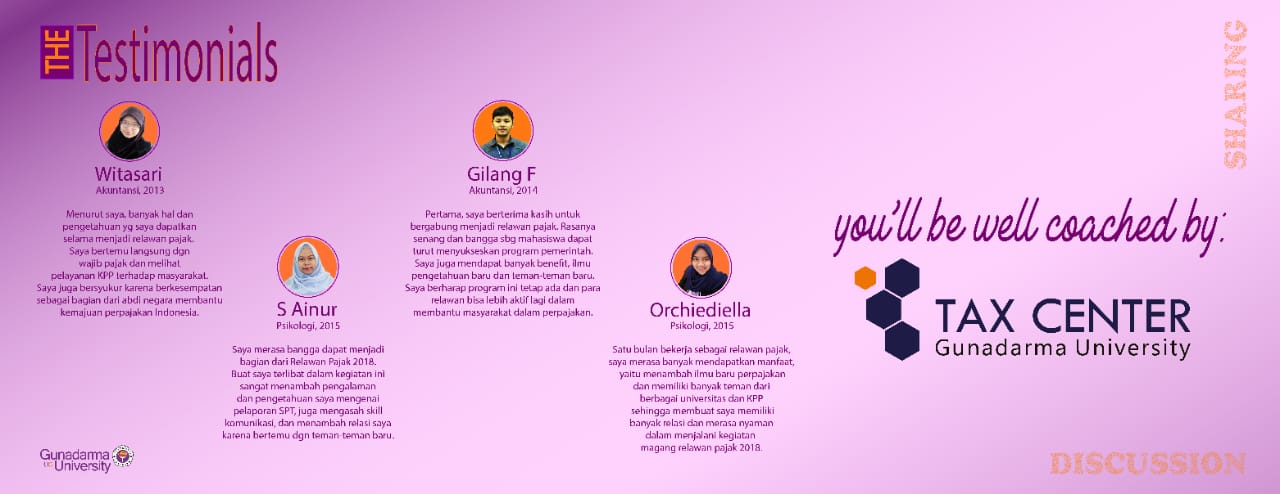 THE Testimonials
Witasari
Akuntansi, 2013
Menurut saya, banyak hal dan
pengetahuan yg saya dapatkan
selama menjadi relawan pajak.
Saya bertemu langsung dgn
wajib pajak dan melihat
pelayanan KPP terhadap masyarakat.
Saya juga bersyukur karena berkesempatan
sebagai bagian dari abdi negara membantu
kemajuan perpajakan Indonesia.
S Ainur
Psikologi, 2015
Saya merasa bangga dapat menjadi
bagian dari Relawan Pajak 2018.
Buat saya terlibat dalam kegiatan ini
sangat menambah pengalaman
dan pengetahuan saya mengenai
pelaporan SPT, juga mengasah skill
komunikasi, dan menambah relasi saya
karena bertemu dgn teman-teman baru.
Gilang F
Akuntansi, 2014
Pertama, saya berterima kasih untuk
bergabung menjadi relawan pajak. Rasanya
senang dan bangga sbg mahasiswa dapat
turut menyukseskan program pemerintah.
Saya juga mendapat banyak benefit, ilmu
pengetahuan baru dan teman-teman baru.
Saya berharap program ini tetap ada dan para
relawan bisa lebih aktif lagi dalam
membantu masyarakat dalam perpajakan.
Orchiediella
Psikologi, 2015
Satu bulan bekerja sebagai relawan pajak,
saya merasa banyak mendapatkan manfaat,
yaitu menambah ilmu baru perpajakan
dan memiliki banyak teman dari
berbagai universitas dan KPP
sehingga membuat saya memiliki
banyak relasi dan merasa nyaman
dalam menjalani kegiatan
magang relawan pajak 2018.
SHARING
you'll be well coached by:
TAX CENTER
Gunadarma University
DISCUSSION
Gunadarma
UG University